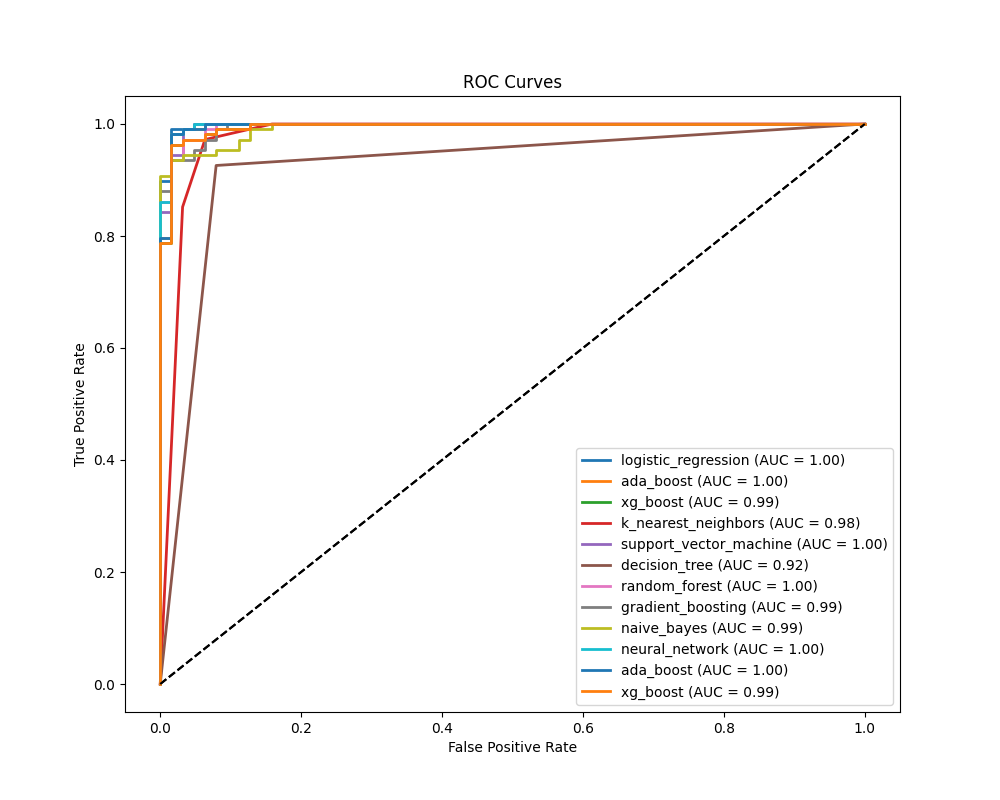 ROC Curves
True Positive Rate
1.0
0.8
0.6
0.4
0.2
0.0
logistic_regression (AUC = 1.00)
ada_boost (AUC = 1.00)
xg_boost (AUC = 0.99)
k_nearest_neighbors (AUC = 0.98)
support_vector_machine (AUC = 1.00)
decision_tree (AUC = 0.92)
random_forest (AUC = 1.00)
gradient_boosting (AUC = 0.99)
naive_bayes (AUC = 0.99)
neural_network (AUC = 1.00)
ada_boost (AUC = 1.00)
xg_boost (AUC = 0.99)
0.0 0.2 0.4 0.6 0.8 1.0
False Positive Rate